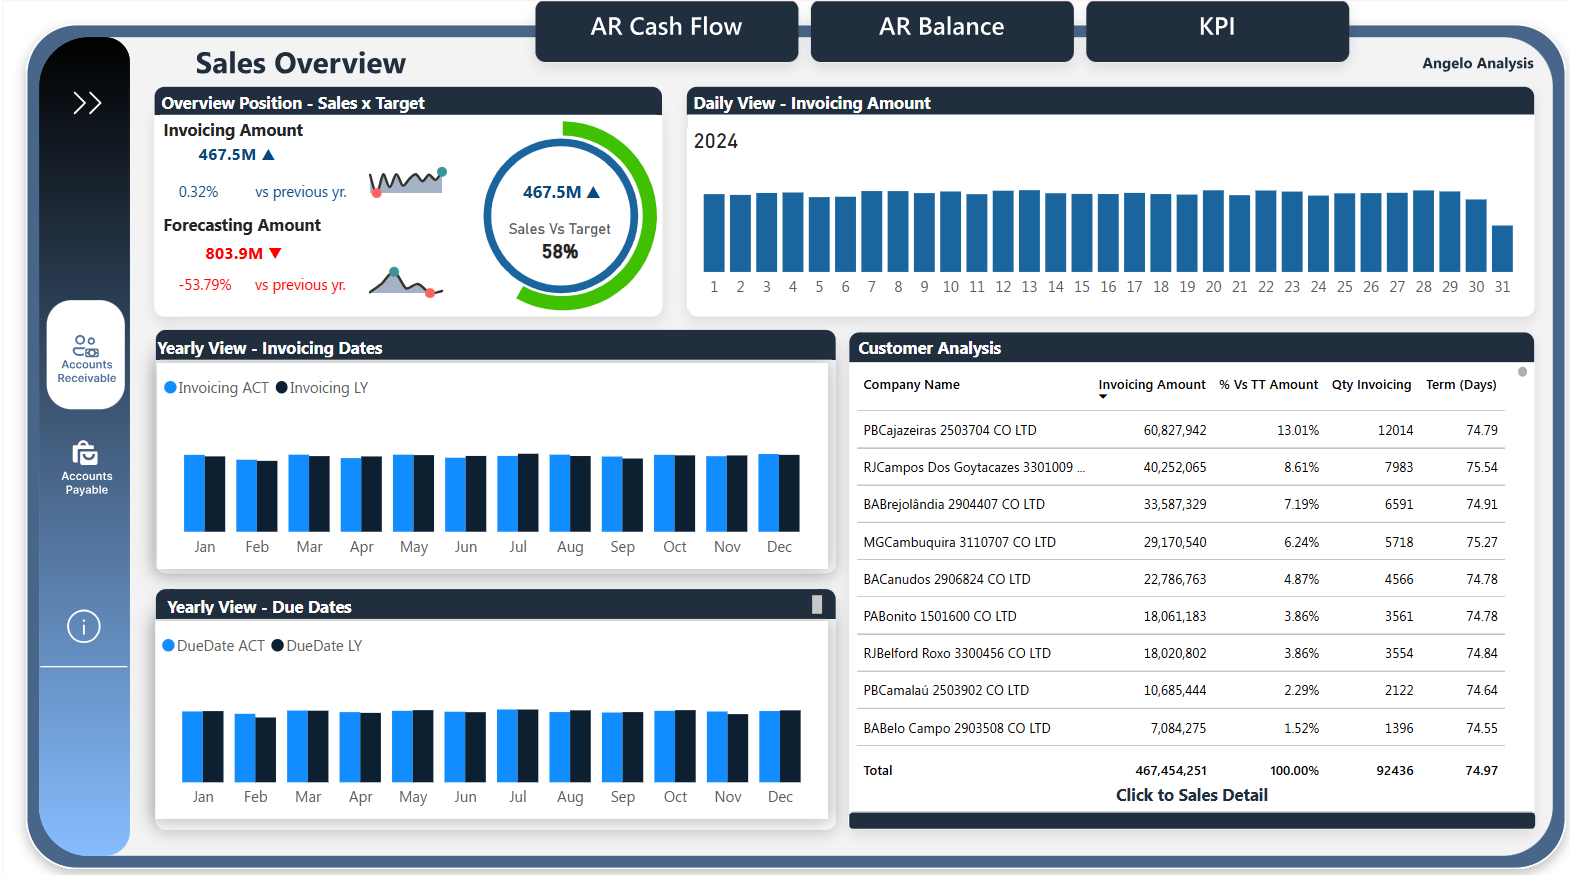 AR Cash Flow
AR Balance
KPI
Sales Overview
Angelo Analysis
Overview Position - Sales x Target
Invoicing Amount
467.5M ▲
0.32% vs previous yr.
Forecasting Amount
803.9M ▼
-53.79% vs previous yr.
467.5M ▲
Sales Vs Target
58%
Daily View - Invoicing Amount
2024
1 2 3 4 5 6 7 8 9 10 11 12 13 14 15 16 17 18 19 20 21 22 23 24 25 26 27 28 29 30 31
Accounts
Receivable
Accounts
Payable
i
Yearly View - Invoicing Dates
Invoicing ACT Invoicing LY
Jan Feb Mar Apr May Jun Jul Aug Sep Oct Nov Dec
Yearly View - Due Dates
DueDate ACT DueDate LY
Jan Feb Mar Apr May Jun Jul Aug Sep Oct Nov Dec
Customer Analysis
Company Name Invoicing Amount % Vs TT Amount Qty Invoicing Term (Days)
PBCajazeiras 2503704 CO LTD 60,827,942 13.01% 12014 74.79
RJCampos Dos Goytacazes 3301009 ... 40,252,065 8.61% 7983 75.54
BABrejolândia 2904407 CO LTD 33,587,329 7.19% 6591 74.91
MGCambuquira 3110707 CO LTD 29,170,540 6.24% 5718 75.27
BACanudos 2906824 CO LTD 22,786,763 4.87% 4566 74.78
PABonito 1501600 CO LTD 18,061,183 3.86% 3561 74.78
RJBelford Roxo 3300456 CO LTD 18,020,802 3.86% 3554 74.84
PBCamalaú 2503902 CO LTD 10,685,444 2.29% 2122 74.64
BABelo Campo 2903508 CO LTD 7,084,275 1.52% 1396 74.55
Total 467,454,251 100.00% 92436 74.97
Click to Sales Detail